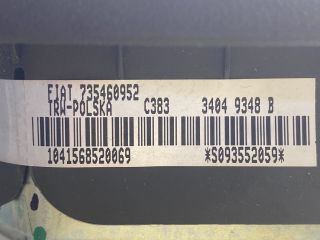 FIAT 735460952
TRW-POLSKA C383 3404 9348 B
1041568520069 *S093552059*